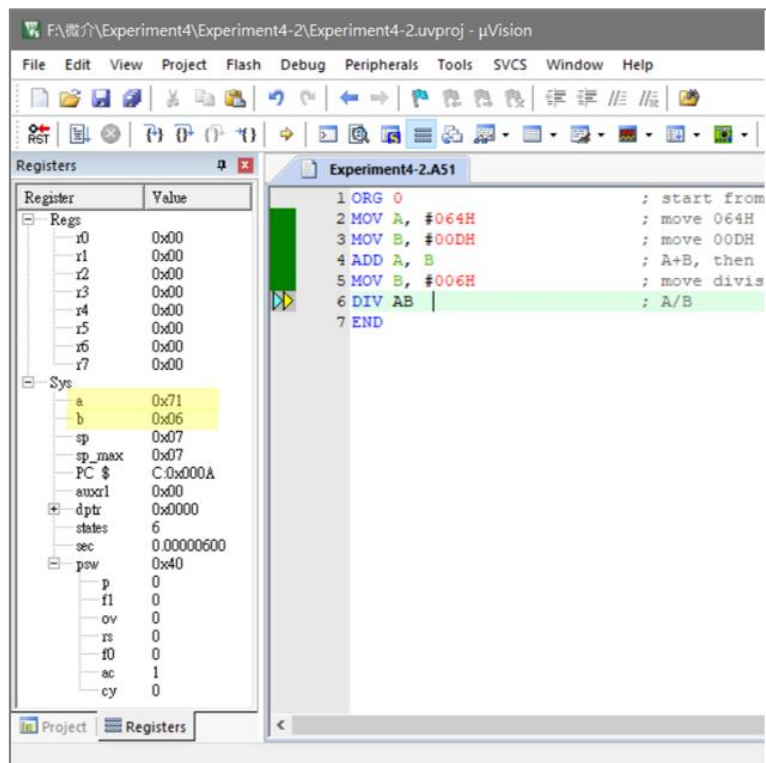 F:\微介\Experiment4\Experiment4-2\Experiment4-2.uvproj - µVision
File Edit View Project Flash Debug Peripherals Tools SVCS Window Help
RST
Registers
Experiment4-2.A51
Register Value
Regs
r0 0x00
r1 0x00
r2 0x00
r3 0x00
r4 0x00
r5 0x00
r6 0x00
r7 0x00
Sys
a 0x71
b 0x06
sp 0x07
sp_max 0x07
PC $ C:0x000A
auxr1 0x00
dptr 0x0000
states 6
sec 0.00000600
psw 0x40
p 0
f1 0
ov 0
rs 0
f0 0
ac 1
cy 0
1 ORG 0 ; start from
2 MOV A, #064H ; move 064H
3 MOV B, #00DH ; move 00DH
4 ADD A, B ; A+B, then
5 MOV B, #006H ; move divis
6 DIV AB ; A/B
7 END
Project Registers